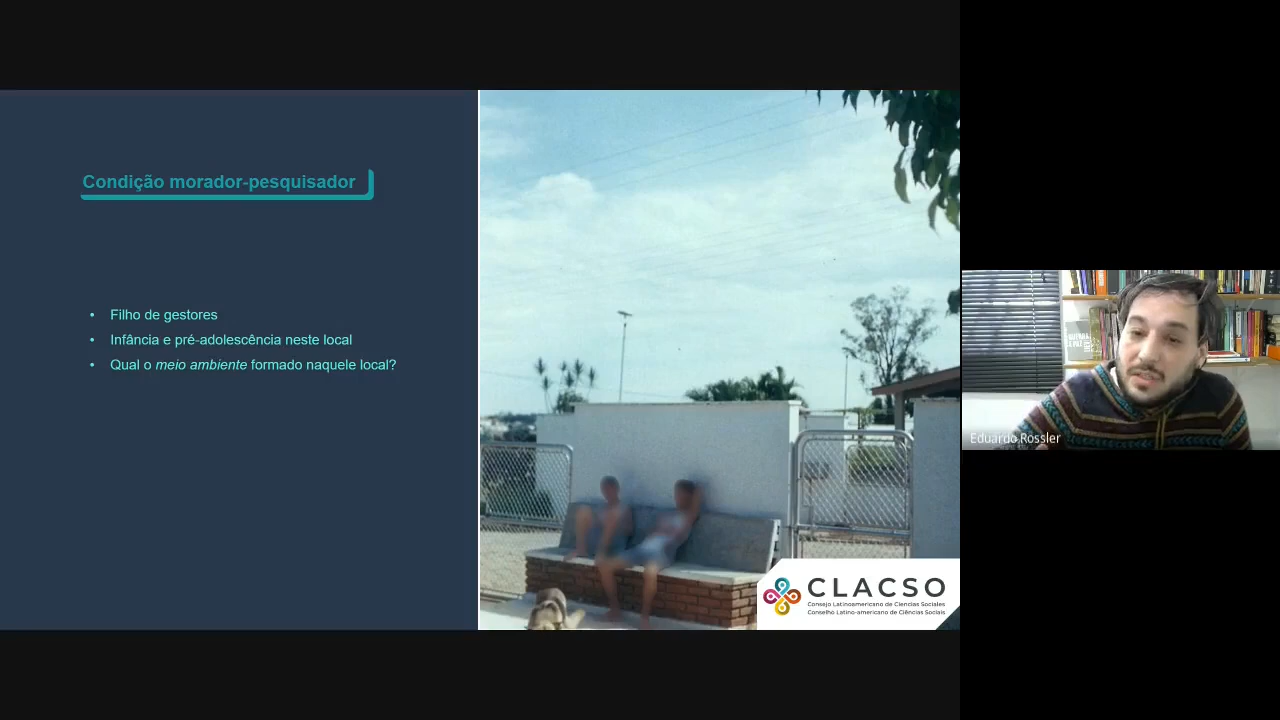 Condição morador-pesquisador
• Filho de gestores
• Infância e pré-adolescência neste local
• Qual o meio ambiente formado naquele local?
CLACSO
Consejo Latinoamericano de Ciencias Sociales
Conselho Latino-americano de Ciências Sociais
Eduardo Rossler